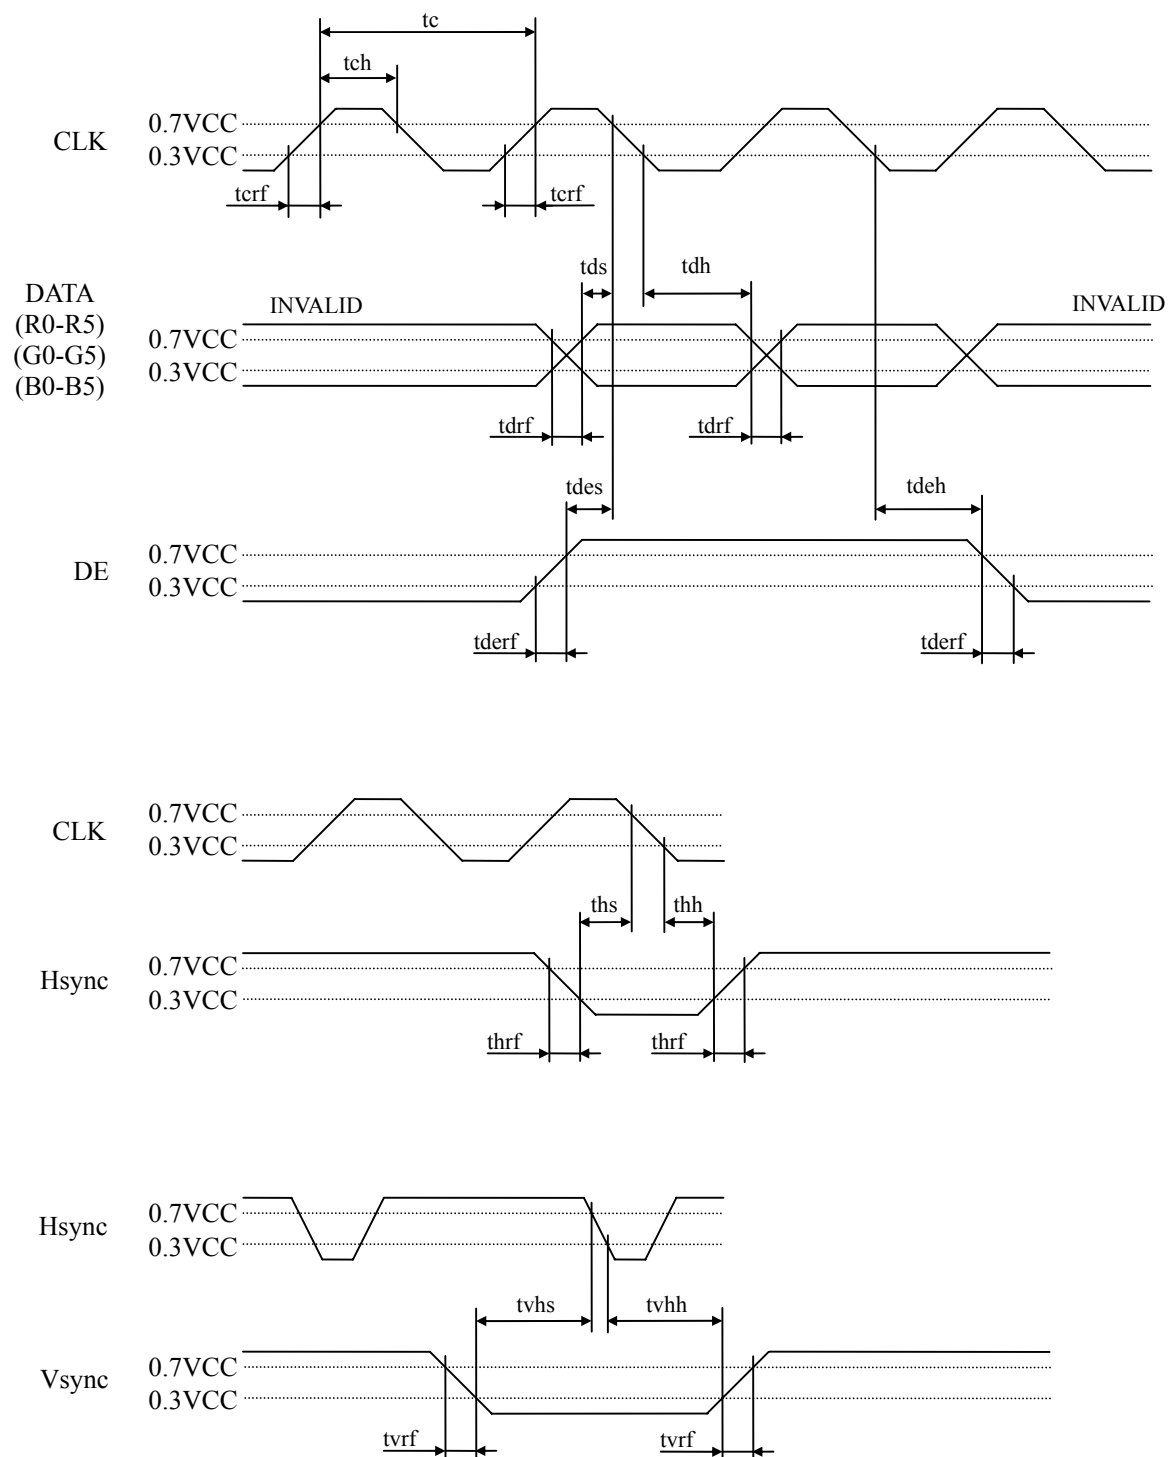 tc
tch
CLK
0.7VCC
0.3VCC
tcrf
tcrf
tds
tdh
DATA
(R0-R5)
(G0-G5)
(B0-B5)
INVALID
INVALID
0.7VCC
0.3VCC
tdrf
tdrf
tdes
tdeh
DE
0.7VCC
0.3VCC
tderf
tderf
CLK
0.7VCC
0.3VCC
ths
thh
Hsync
0.7VCC
0.3VCC
thrf
thrf
Hsync
0.7VCC
0.3VCC
tvhs
tvhh
Vsync
0.7VCC
0.3VCC
tvrf
tvrf